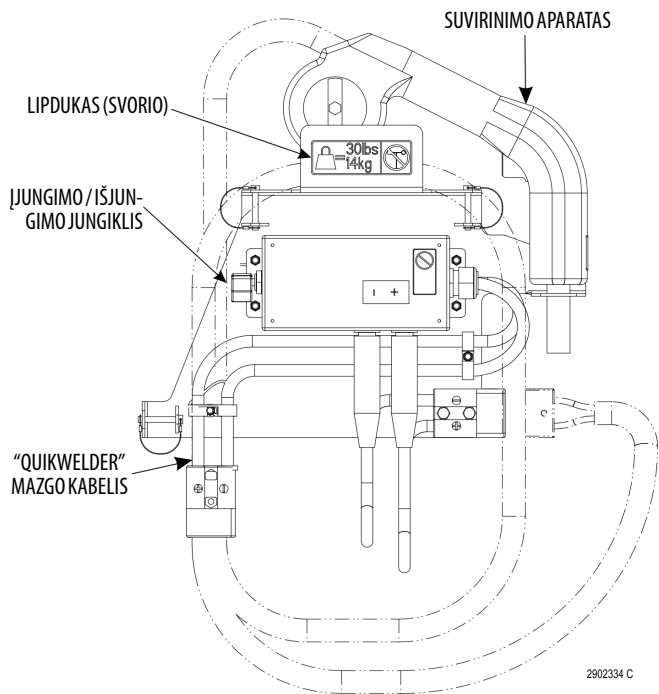 SUVIRINIMO APARATAS
LIPDUKAS (SVORIO)
=30lbs
14kg
ĮJUNGIMO / IŠJUN-
GIMO JUNGIKLIS
− +
“QUIKWELDER”
MAZGO KABELIS
2902334 C